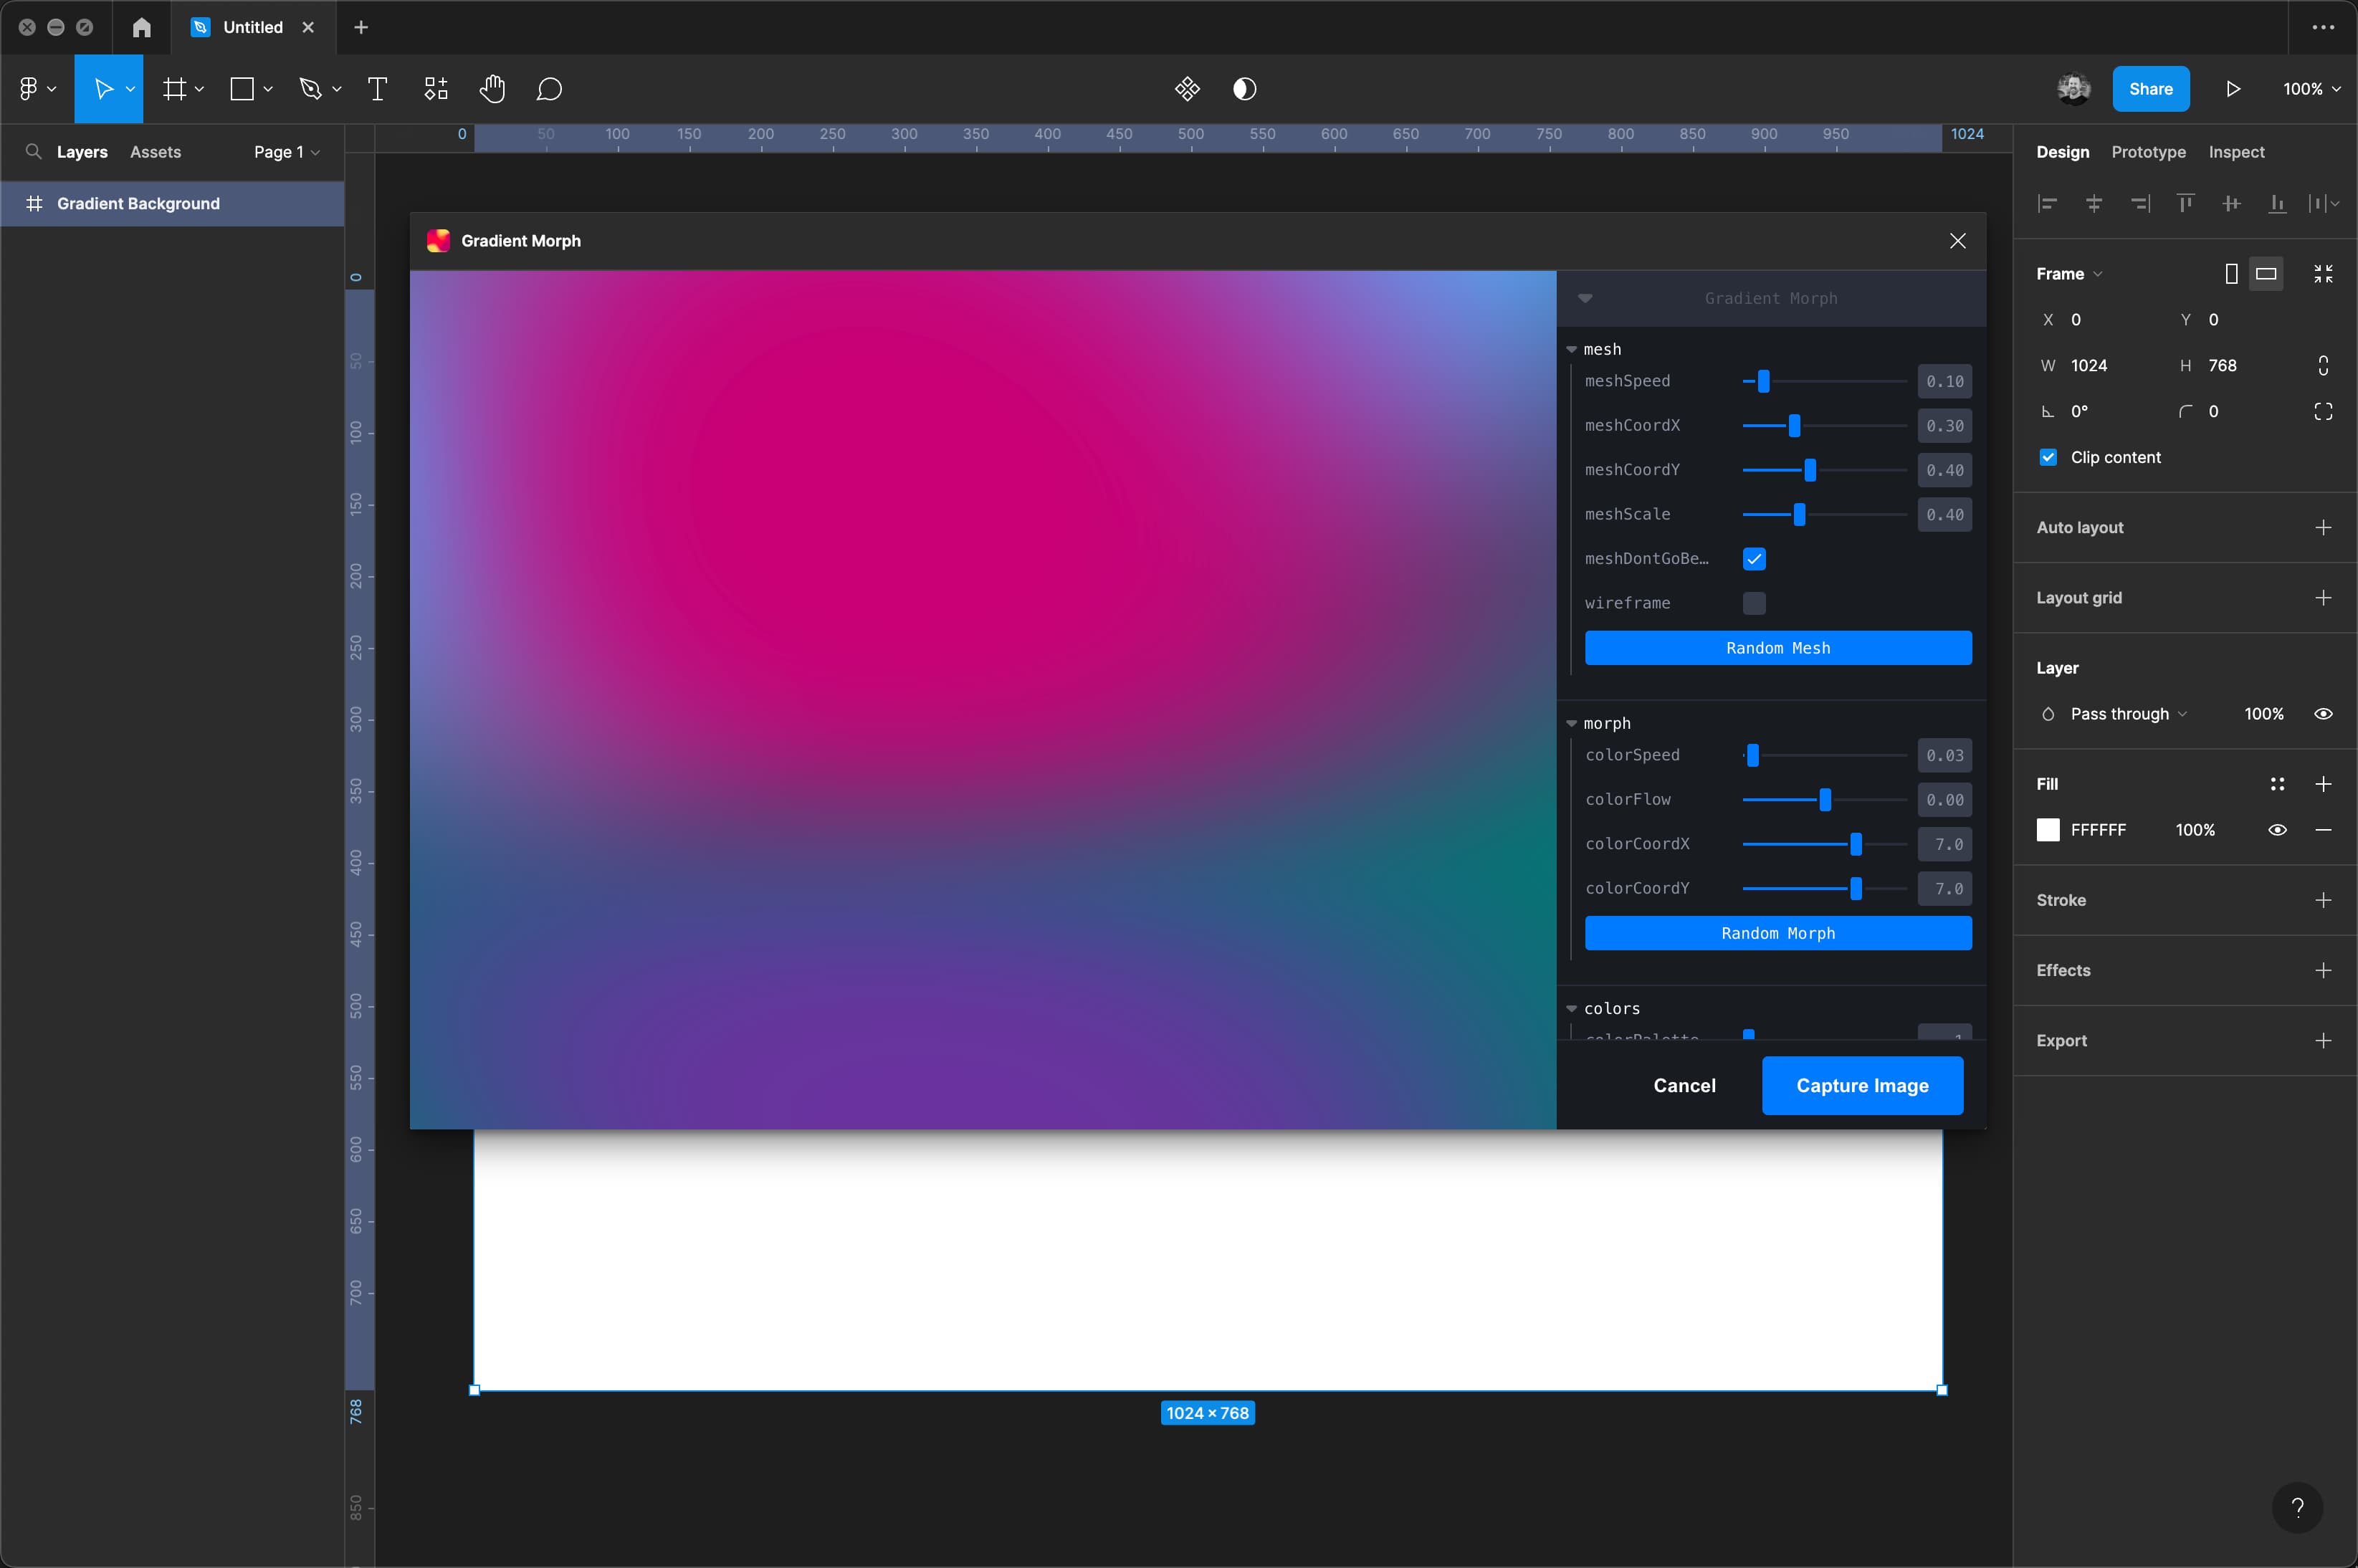 Untitled
Share
100%
Layers
Assets
Page 1
Gradient Background
0
50
100
150
200
250
300
350
400
450
500
550
600
650
700
750
800
850
900
950
1024
0
50
100
150
200
250
300
350
400
450
500
550
600
650
700
768
850
Gradient Morph
Gradient Morph
mesh
meshSpeed 0.10
meshCoordX 0.30
meshCoordY 0.40
meshScale 0.40
meshDontGoBe…
wireframe
Random Mesh
morph
colorSpeed 0.03
colorFlow 0.00
colorCoordX 7.0
colorCoordY 7.0
Random Morph
colors
colorPalette 1
Cancel
Capture Image
1024 × 768
Design
Prototype
Inspect
Frame
X 0 Y 0
W 1024 H 768
0° 0
Clip content
Auto layout
Layout grid
Layer
Pass through 100%
Fill
FFFFFF 100%
Stroke
Effects
Export
?